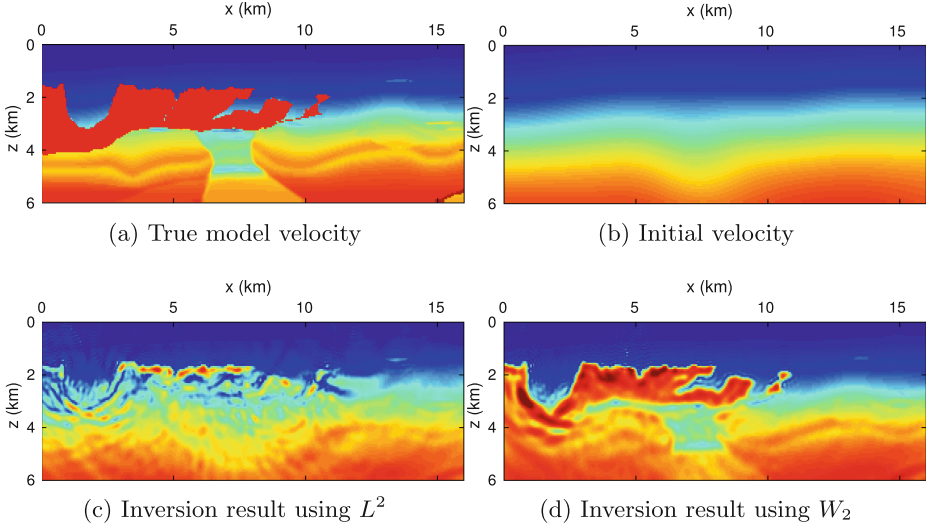 x (km) x (km)
0 5 10 15 0 5 10 15
0 0
2 2
z (km) z (km)
4 4
6 6
(a) True model velocity (b) Initial velocity
x (km) x (km)
0 5 10 15 0 5 10 15
0 0
2 2
z (km) z (km)
4 4
6 6
(c) Inversion result using L² (d) Inversion result using W₂